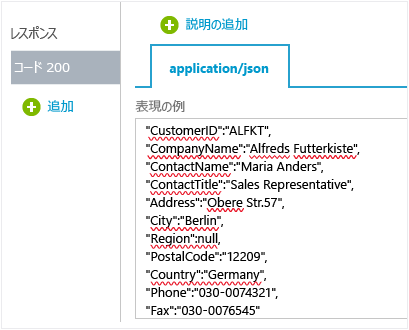 レスポンス
コード 200
追加
説明の追加
application/json
表現の例
"CustomerID":"ALFKT",
"CompanyName":"Alfreds Futterkiste",
"ContactName":"Maria Anders",
"ContactTitle":"Sales Representative",
"Address":"Obere Str.57",
"City":"Berlin",
"Region":null,
"PostalCode":"12209",
"Country":"Germany",
"Phone":"030-0074321",
"Fax":"030-0076545"